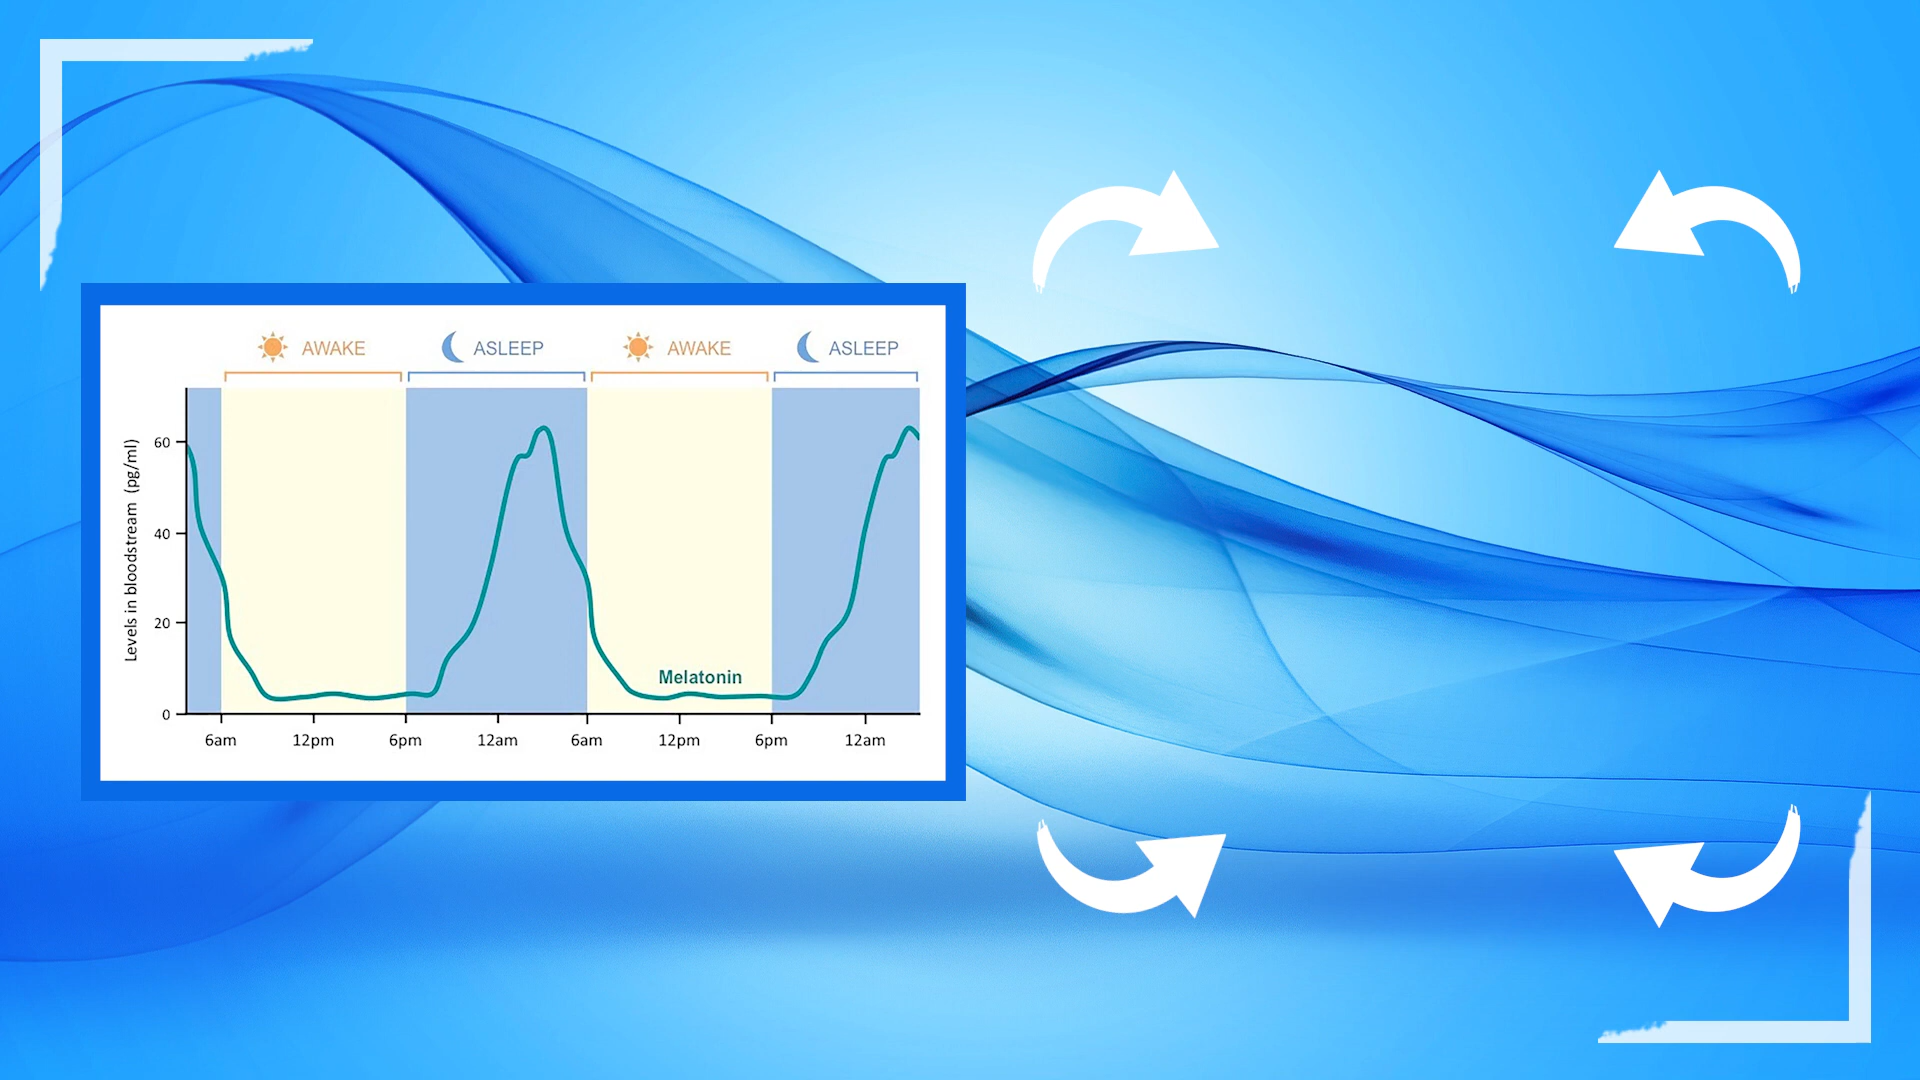 AWAKE
ASLEEP
AWAKE
ASLEEP
Levels in bloodstream (pg/ml)
60
40
20
0
Melatonin
6am 12pm 6pm 12am 6am 12pm 6pm 12am